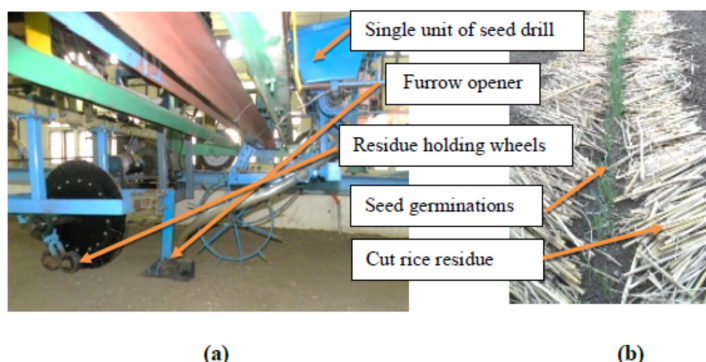 Single unit of seed drill
Furrow opener
Residue holding wheels
Seed germinations
Cut rice residue
(a)
(b)